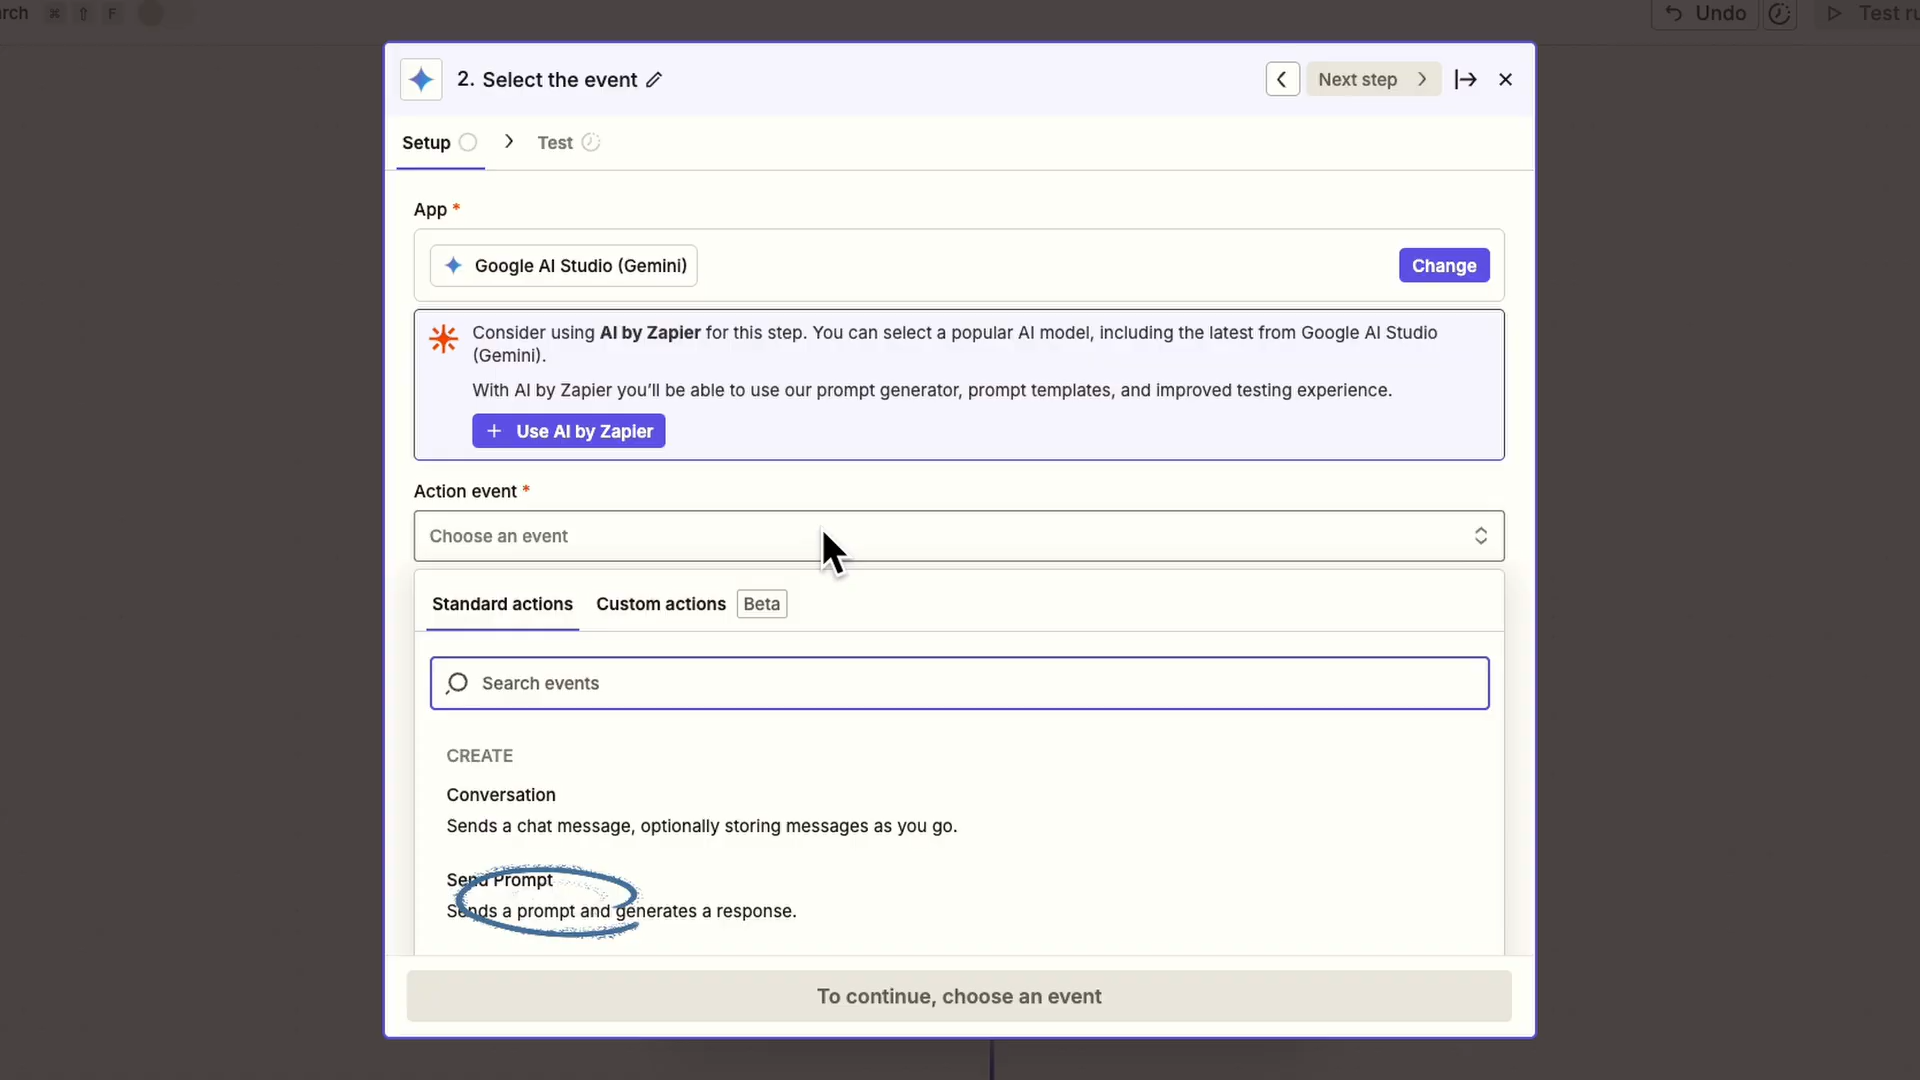 F
Undo
2. Select the event
Next step
Setup
Test
App *
Google AI Studio (Gemini)
Change
Consider using AI by Zapier for this step. You can select a popular AI model, including the latest from Google AI Studio
(Gemini).
With AI by Zapier you’ll be able to use our prompt generator, prompt templates, and improved testing experience.
+ Use AI by Zapier
Action event *
Choose an event
Standard actions
Custom actions
Beta
Search events
CREATE
Conversation
Sends a chat message, optionally storing messages as you go.
Send Prompt
Sends a prompt and generates a response.
To continue, choose an event